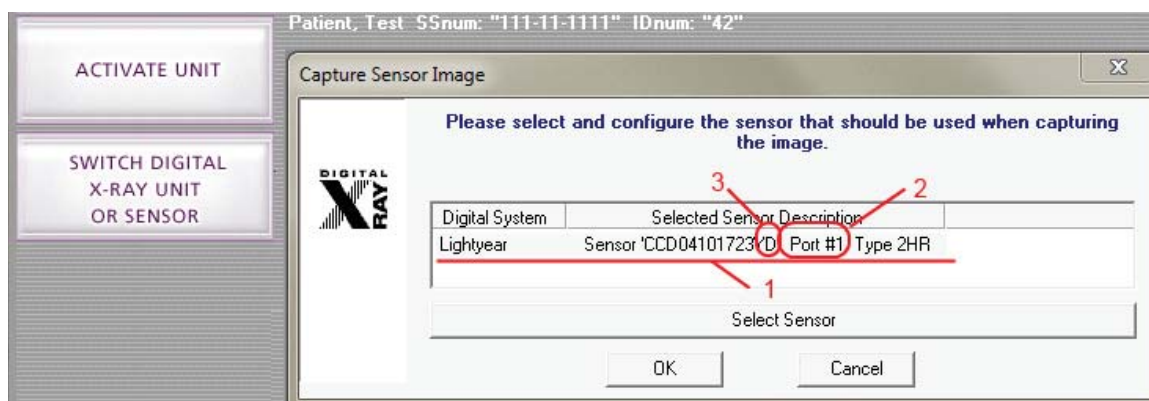 Patient, Test SSnum: "111-11-1111" IDnum: "42"
ACTIVATE UNIT
SWITCH DIGITAL
X-RAY UNIT
OR SENSOR
Capture Sensor Image
Please select and configure the sensor that should be used when capturing
the image.
DIGITAL
X-RAY
3
2
Digital System Selected Sensor Description
Lightyear Sensor 'CCD04101723YD Port #1 Type 2HR
1
Select Sensor
OK Cancel